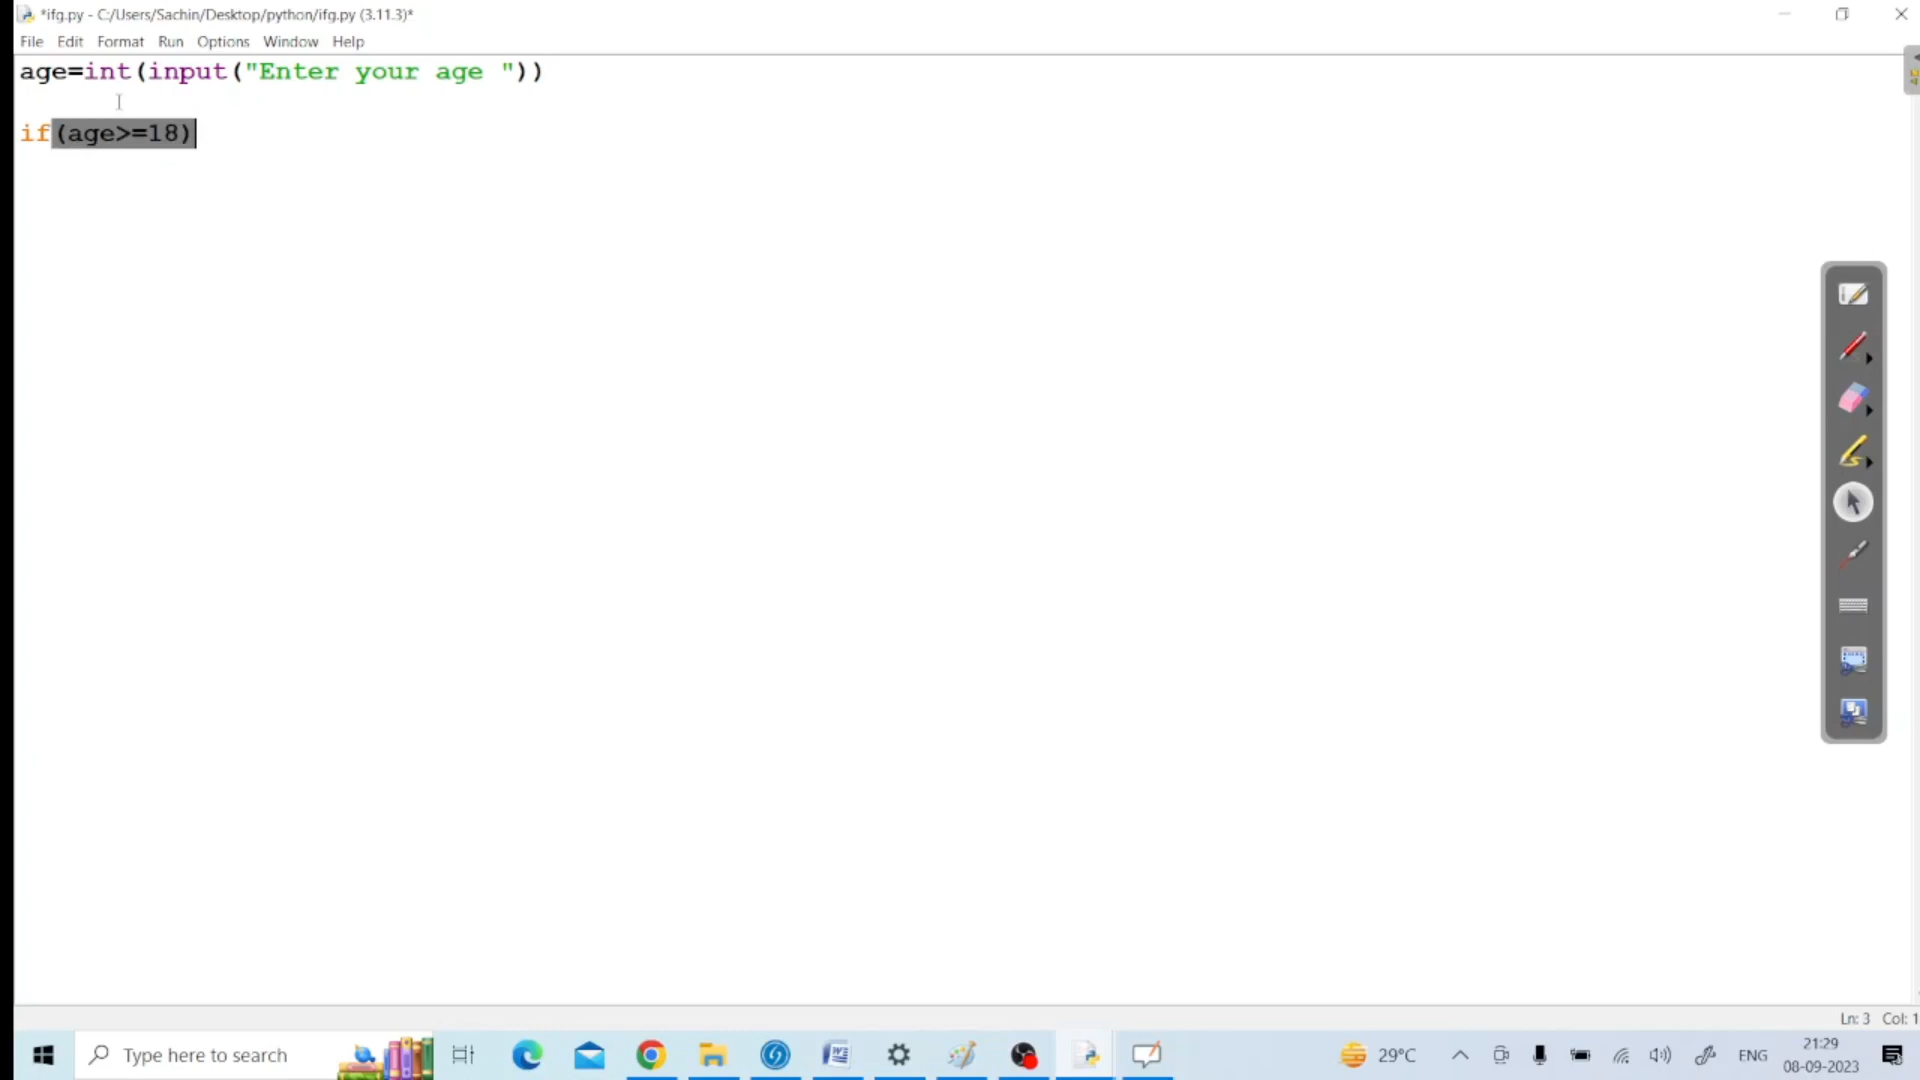 *ifg.py - C:/Users/Sachin/Desktop/python/ifg.py (3.11.3)*
File Edit Format Run Options Window Help
age=int(input("Enter your age "))
if(age>=18)
Ln: 3 Col: 1
Type here to search
29°C
ENG
21:29
08-09-2023